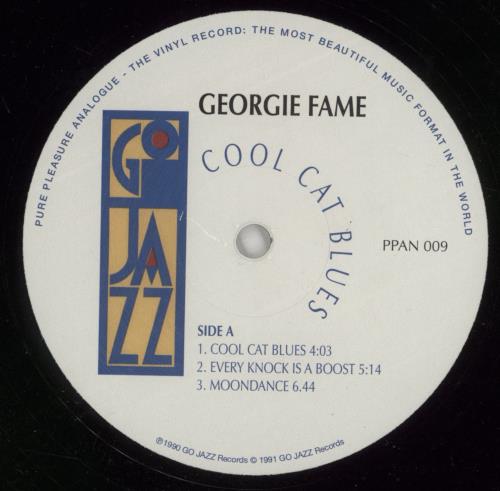 PURE PLEASURE ANALOGUE - THE VINYL RECORD: THE MOST BEAUTIFUL MUSIC FORMAT IN THE WORLD
GEORGIE FAME
GO
JAZZ
COOL CAT BLUES
PPAN 009
SIDE A
1. COOL CAT BLUES 4:03
2. EVERY KNOCK IS A BOOST 5:14
3. MOONDANCE 6.44
℗1990 GO JAZZ Records © 1991 GO JAZZ Records